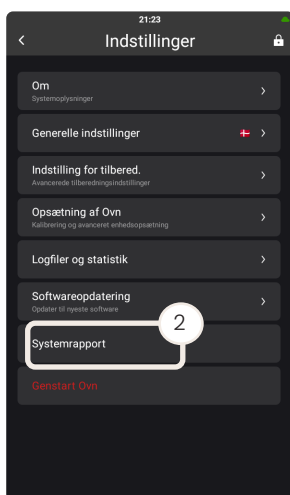 21:23
Indstillinger
Om
Systemoplysninger
Generelle indstillinger
Indstilling for tilbered.
Avancerede tilberedningsindstillinger
Opsætning af Ovn
Kalibrering og avanceret enhedsopsætning
Logfiler og statistik
Softwareopdatering
Opdater til nyeste software
2
Systemrapport
Genstart Ovn